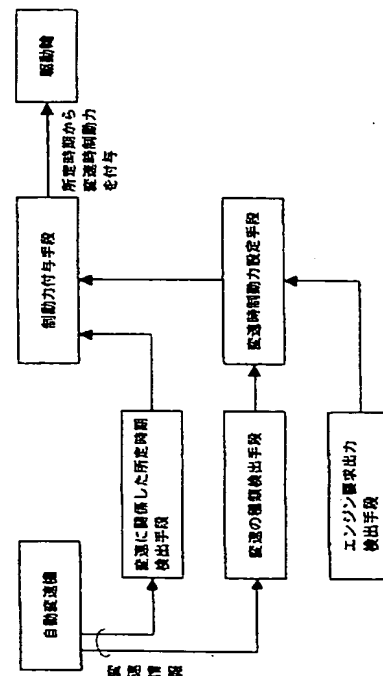 自動変速機
変速情報
変速に関係した所定時期
検出手段
変速の種類検出手段
エンジン要求出力
検出手段
制動力付与手段
変速時制動力設定手段
所定時期から
変速時制動力
を付与
駆動輪